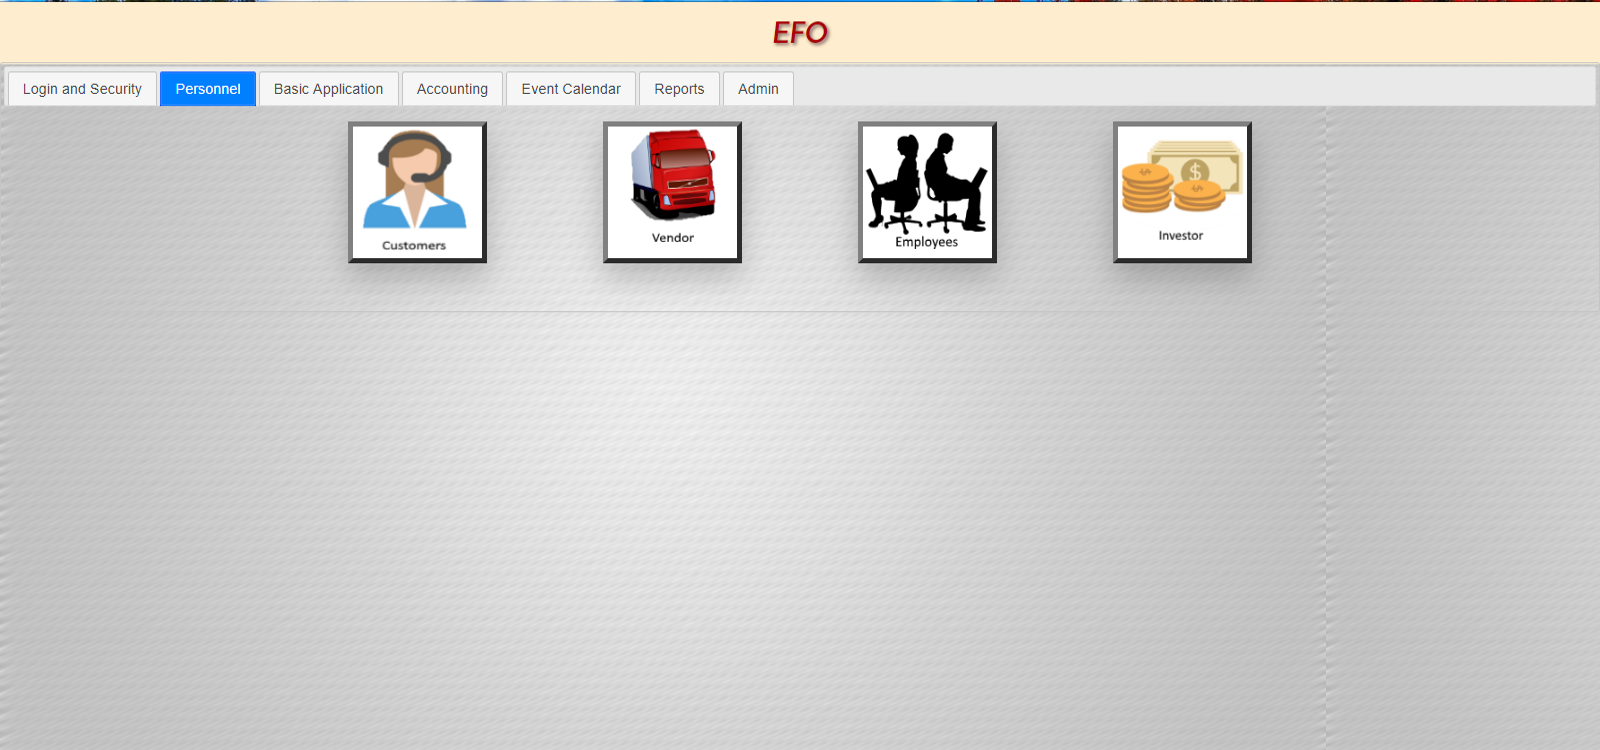 EFO
Login and Security
Personnel
Basic Application
Accounting
Event Calendar
Reports
Admin
Customers
Vendor
Employees
$
Investor